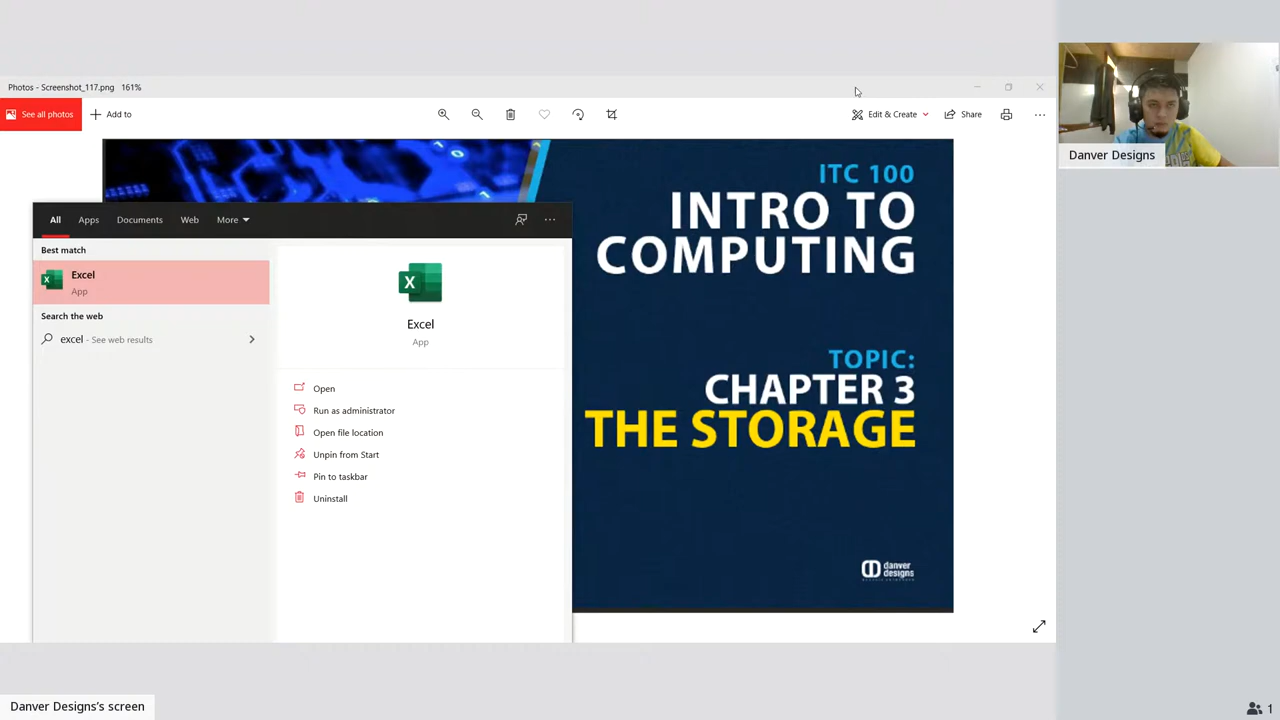 Photos - Screenshot_117.png 161%
See all photos
Add to
Edit & Create
Share
ITC 100
INTRO TO
COMPUTING
TOPIC:
CHAPTER 3
THE STORAGE
danver
designs
All Apps Documents Web More
Best match
Excel
App
Search the web
excel - See web results
Excel
App
Open
Run as administrator
Open file location
Unpin from Start
Pin to taskbar
Uninstall
Danver Designs
Danver Designs's screen
1